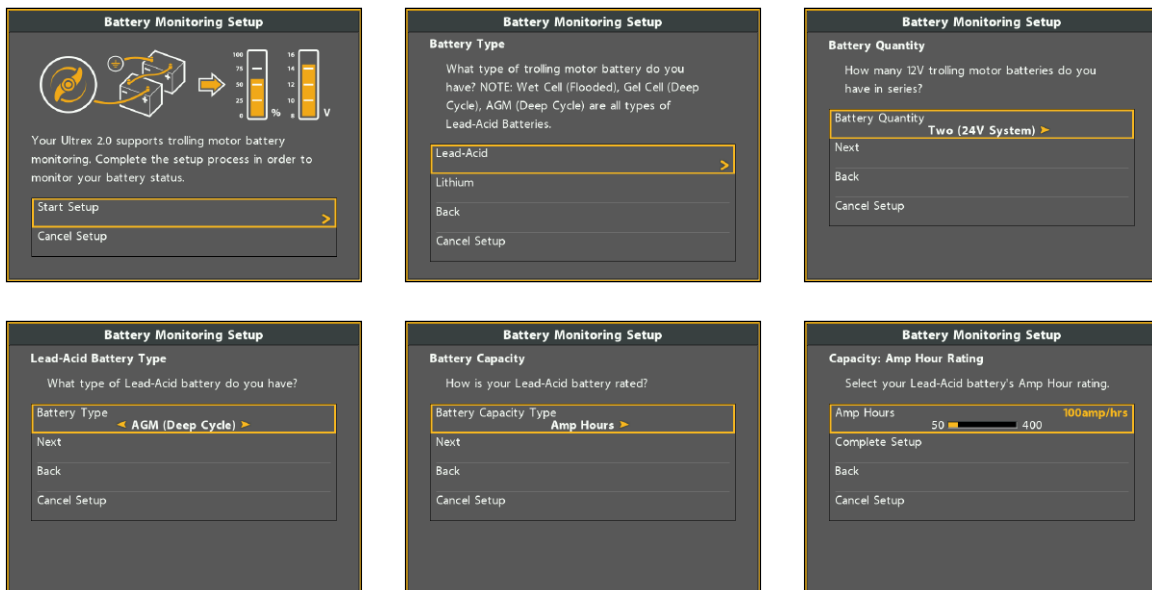 Battery Monitoring Setup
100
75
50
25
0
%
16
14
12
10
8
V
Your Ultrex 2.0 supports trolling motor battery
monitoring. Complete the setup process in order to
monitor your battery status.
Start Setup
>
Cancel Setup
Battery Monitoring Setup
Battery Type
What type of trolling motor battery do you
have? NOTE: Wet Cell (Flooded), Gel Cell (Deep
Cycle), AGM (Deep Cycle) are all types of
Lead-Acid Batteries.
Lead-Acid
>
Lithium
Back
Cancel Setup
Battery Monitoring Setup
Battery Quantity
How many 12V trolling motor batteries do you
have in series?
Battery Quantity
Two (24V System)
Next
Back
Cancel Setup
Battery Monitoring Setup
Lead-Acid Battery Type
What type of Lead-Acid battery do you have?
Battery Type
AGM (Deep Cycle)
Next
Back
Cancel Setup
Battery Monitoring Setup
Battery Capacity
How is your Lead-Acid battery rated?
Battery Capacity Type
Amp Hours
Next
Back
Cancel Setup
Battery Monitoring Setup
Capacity: Amp Hour Rating
Select your Lead-Acid battery's Amp Hour rating.
Amp Hours 100amp/hrs
50 400
Complete Setup
Back
Cancel Setup